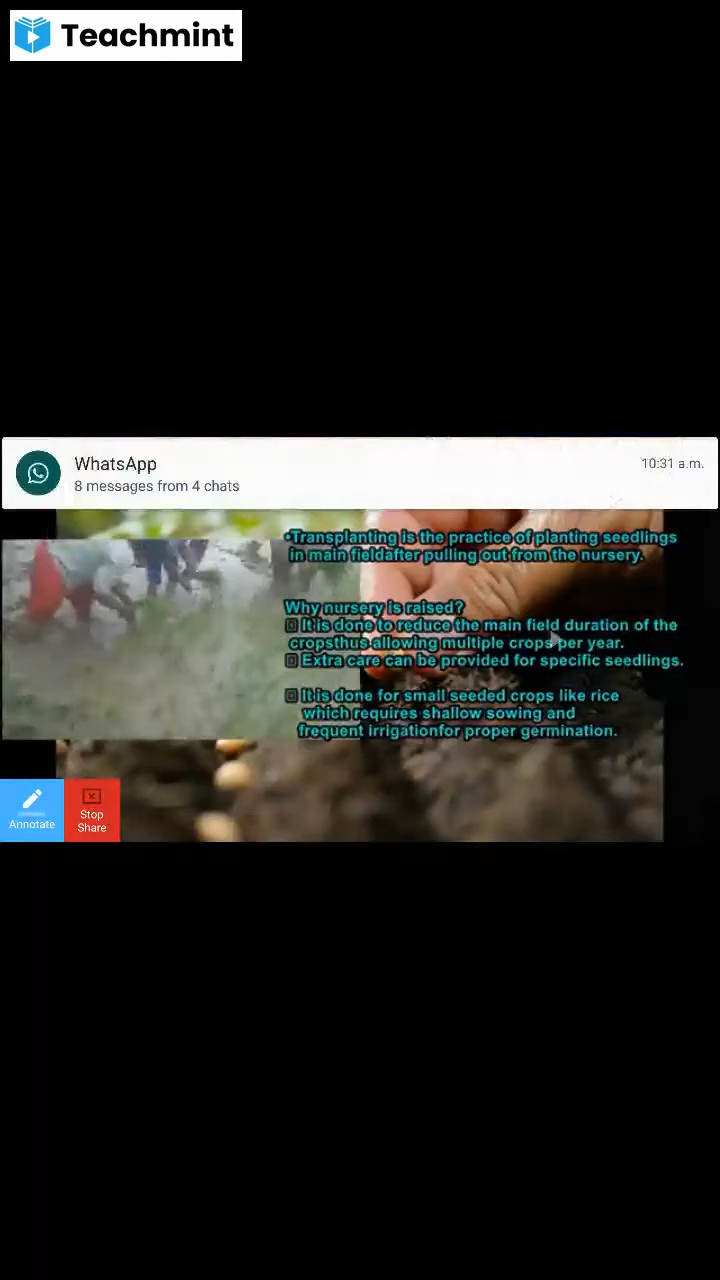 Teachmint
WhatsApp
10:31 a.m.
8 messages from 4 chats
•Transplanting is the practice of planting seedlings
in main fieldafter pulling out from the nursery.
Why nursery is raised?
It is done to reduce the main field duration of the
cropsthus allowing multiple crops per year.
Extra care can be provided for specific seedlings.
It is done for small seeded crops like rice
which requires shallow sowing and
frequent irrigationfor proper germination.
Annotate
Stop
Share